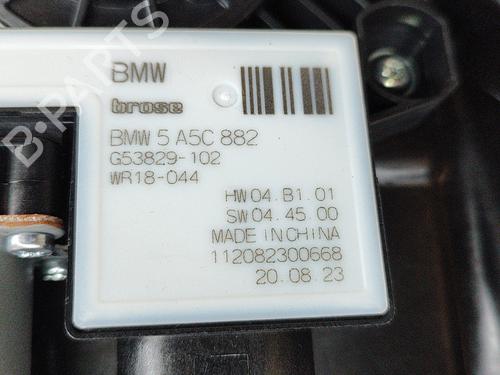 BMW
brose
BMW 5 A5C 882
G53829-102
WR18-044
HW 04.B1.01
SW 04.45.00
MADE IN CHINA
112082300668
20.08.23
B-PARTS